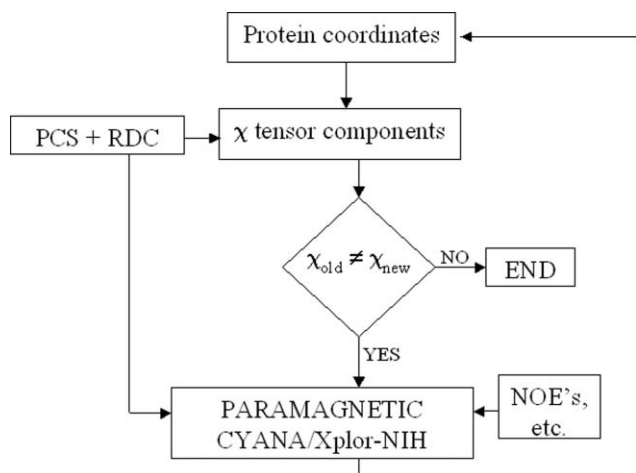 Protein coordinates
PCS + RDC
χ tensor components
χold ≠ χnew
NO
END
YES
PARAMAGNETIC
CYANA/Xplor-NIH
NOE's,
etc.